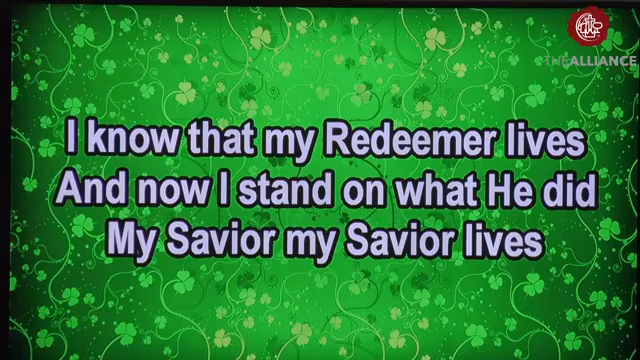 THEALLIANCE
I know that my Redeemer lives
And now I stand on what He did
My Savior my Savior lives